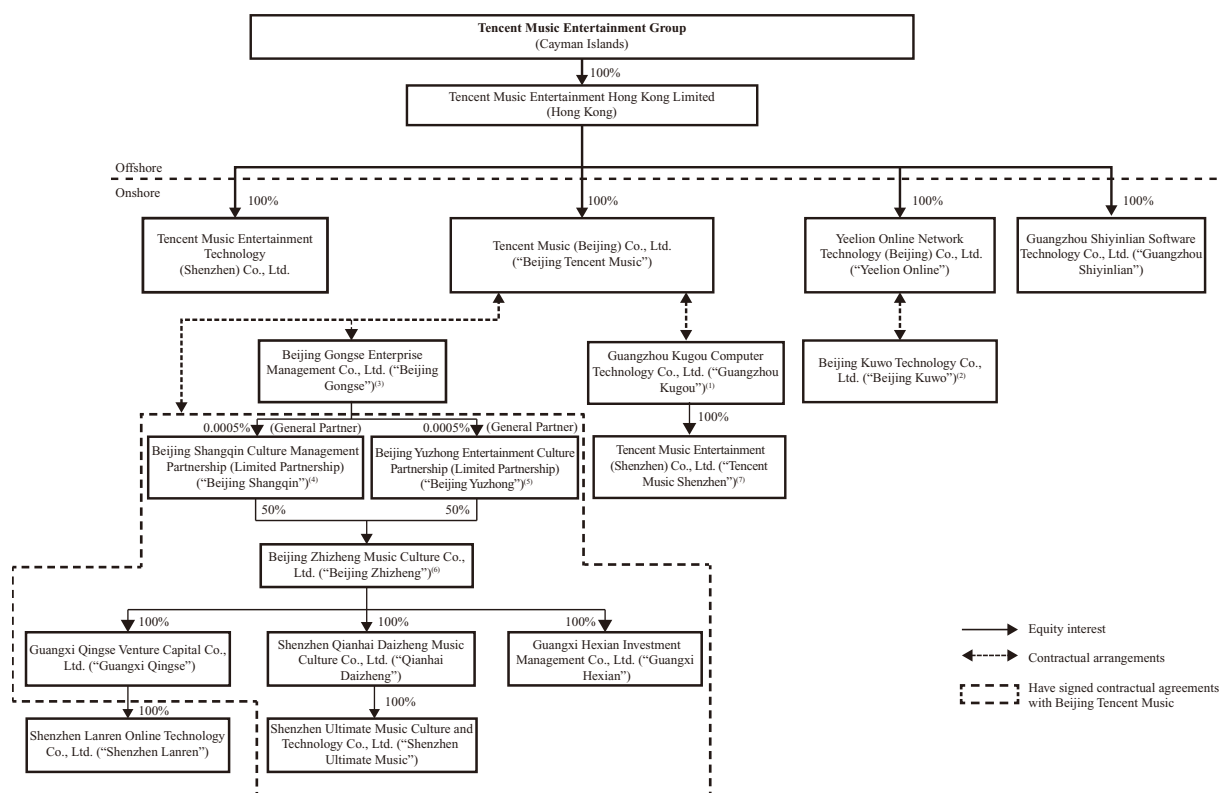 Tencent Music Entertainment Group
(Cayman Islands)
100%
Tencent Music Entertainment Hong Kong Limited
(Hong Kong)
Offshore
Onshore
100%
100%
100%
100%
Tencent Music Entertainment
Technology
(Shenzhen) Co., Ltd.
Tencent Music (Beijing) Co., Ltd.
(“Beijing Tencent Music”)
Yeelion Online Network
Technology (Beijing) Co., Ltd.
(“Yeelion Online”)
Guangzhou Shiyinlian Software
Technology Co., Ltd. (“Guangzhou
Shiyinlian”)
Beijing Gongse Enterprise
Management Co., Ltd. (“Beijing
Gongse”)(3)
Guangzhou Kugou Computer
Technology Co., Ltd. (“Guangzhou
Kugou”)(1)
Beijing Kuwo Technology Co.,
Ltd. (“Beijing Kuwo”)(2)
0.0005%
(General Partner)
0.0005%
(General Partner)
100%
Beijing Shangqin Culture Management
Partnership (Limited Partnership)
(“Beijing Shangqin”)(4)
Beijing Yuzhong Entertainment Culture
Partnership (Limited Partnership)
(“Beijing Yuzhong”)(5)
Tencent Music Entertainment
(Shenzhen) Co., Ltd. (“Tencent
Music Shenzhen”)(7)
50%
50%
Beijing Zhizheng Music Culture Co.,
Ltd. (“Beijing Zhizheng”)(6)
100%
100%
100%
Guangxi Qingse Venture Capital Co.,
Ltd. (“Guangxi Qingse”)
Shenzhen Qianhai Daizheng Music
Culture Co., Ltd. (“Qianhai
Daizheng”)
Guangxi Hexian Investment
Management Co., Ltd. (“Guangxi
Hexian”)
100%
100%
Shenzhen Lanren Online Technology
Co., Ltd. (“Shenzhen Lanren”)
Shenzhen Ultimate Music Culture and
Technology Co., Ltd. (“Shenzhen
Ultimate Music”)
Equity interest
Contractual arrangements
Have signed contractual agreements
with Beijing Tencent Music